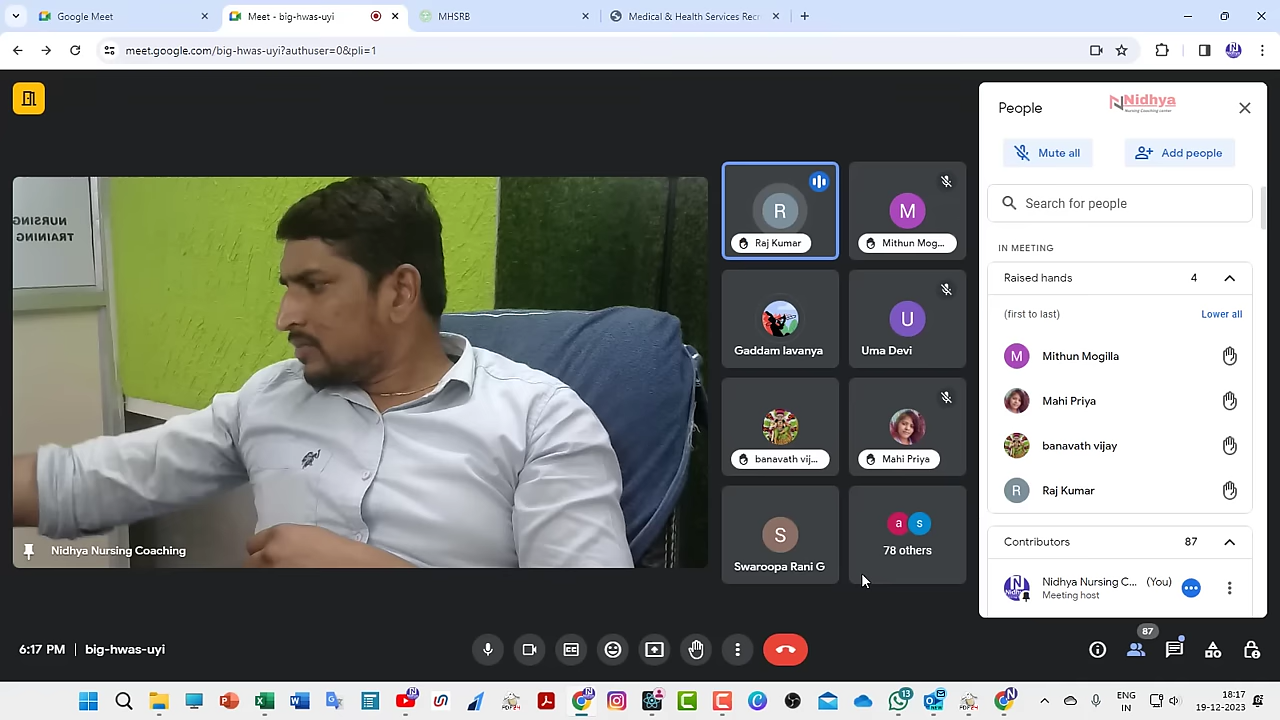 Google Meet
Meet - big-hwas-uyi
MHSRB
Medical & Health Services Recr
meet.google.com/big-hwas-uyi?authuser=0&pli=1
NURSING
TRAINING
Nidhya Nursing Coaching
R
Raj Kumar
M
Mithun Mog...
Gaddam lavanya
U
Uma Devi
banavath vij...
Mahi Priya
S
Swaroopa Rani G
a s
78 others
People
Nidhya
Nursing Coaching Center
Mute all
Add people
Search for people
IN MEETING
Raised hands 4
(first to last) Lower all
M Mithun Mogilla
Mahi Priya
banavath vijay
R Raj Kumar
Contributors 87
Nidhya Nursing C... (You)
Meeting host
6:17 PM | big-hwas-uyi
87
ENG
IN
18:17
19-12-2023
13